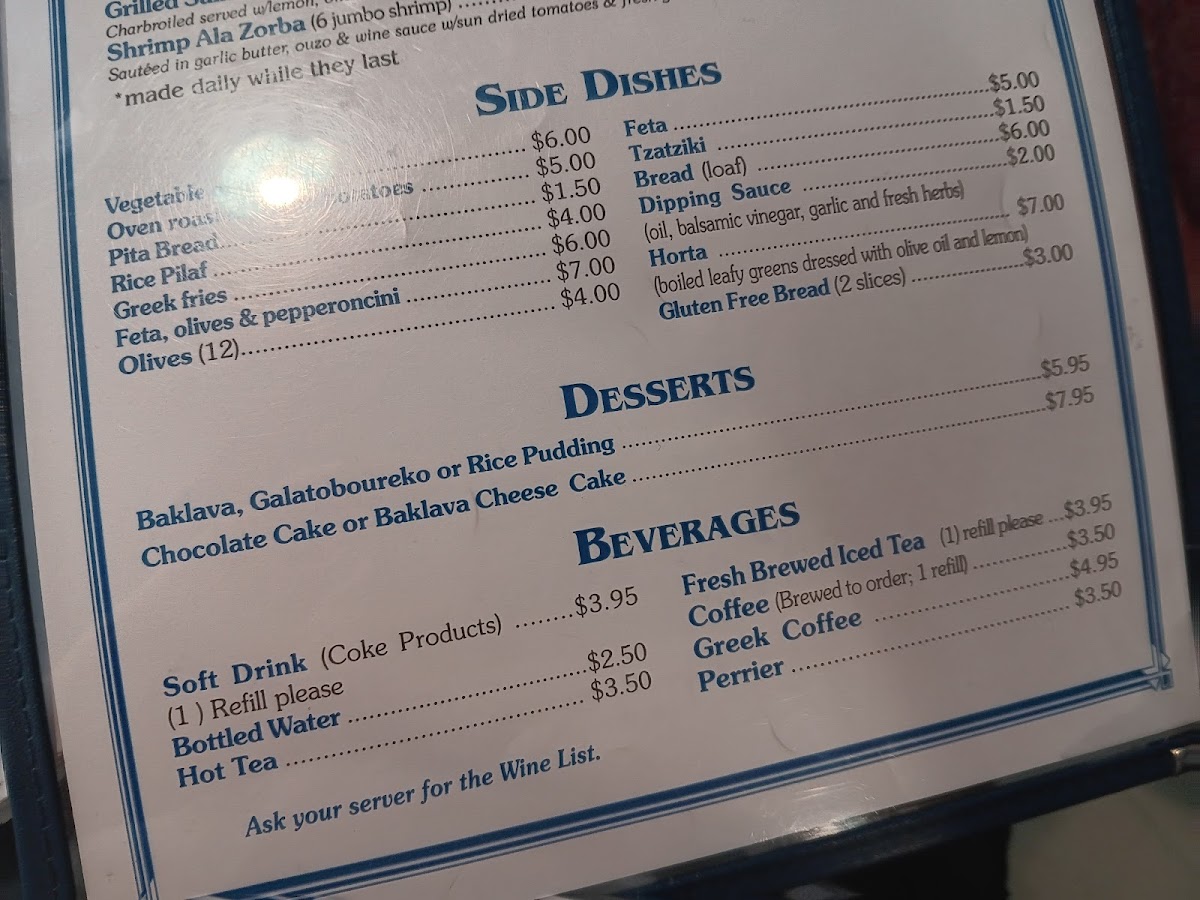 Grilled
Charbroiled served w/lemon,
Shrimp Ala Zorba (6 jumbo shrimp) ........
Sautéed in garlic butter, ouzo & wine sauce w/sun dried tomatoes &
*made daily while they last
SIDE DISHES
Vegetable .................... $6.00
Oven potatoes ............... $5.00
Pita Bread.............................................. $1.50
Rice Pilaf ................................................ $4.00
Greek fries .............................................. $6.00
Feta, olives & pepperoncini .................... $7.00
Olives (12)............................................. $4.00
Feta .............................................$5.00
Tzatziki ........................................$1.50
Bread (loaf) ..................................$6.00
Dipping Sauce .............................$2.00
(oil, balsamic vinegar, garlic and fresh herbs)
Horta ........................................... $7.00
(boiled leafy greens dressed with olive oil and lemon)
Gluten Free Bread (2 slices) ................$3.00
DESSERTS
Baklava, Galatoboureko or Rice Pudding ..........................................................$5.95
Chocolate Cake or Baklava Cheese Cake .........................................................$7.95
BEVERAGES
Soft Drink (Coke Products) ........$3.95
(1 ) Refill please
Bottled Water .................................$2.50
Hot Tea .......................................... $3.50
Fresh Brewed Iced Tea (1) refill please ...$3.95
Coffee (Brewed to order; 1 refill) ............$3.50
Greek Coffee ...........................$4.95
Perrier ...................................... $3.50
Ask your server for the Wine List.